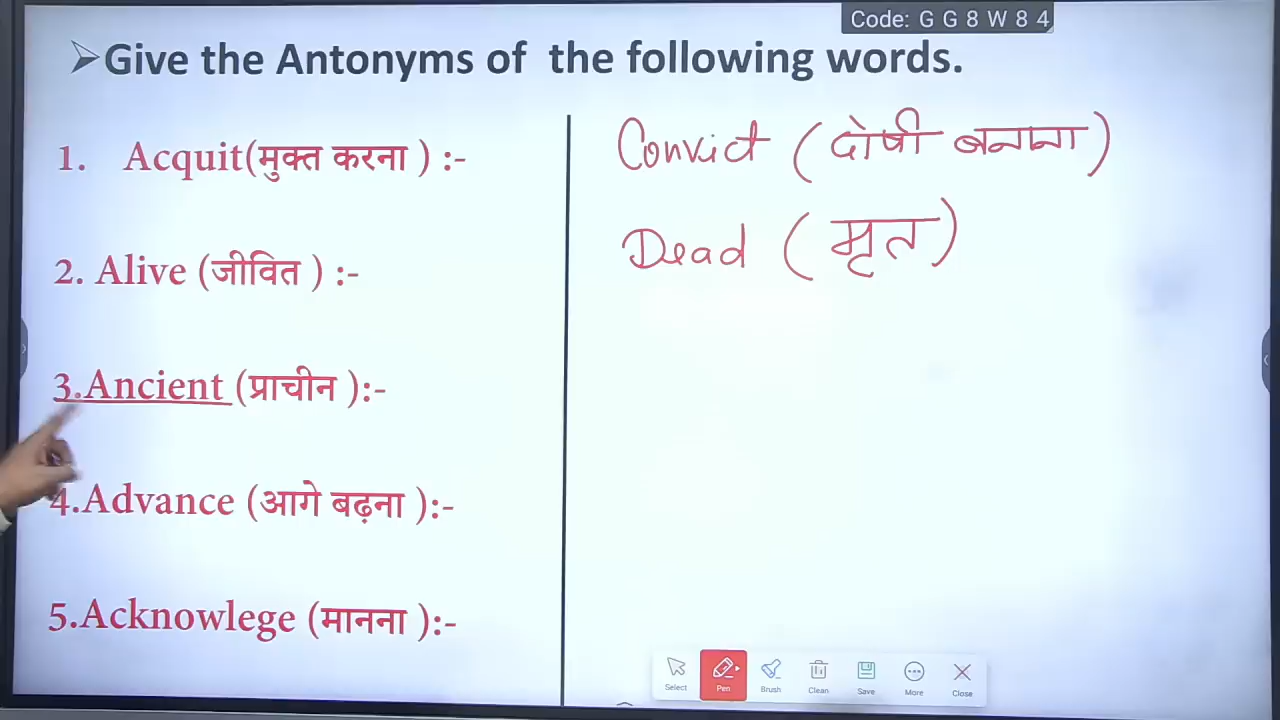 Code: G G 8 W 8 4
➢Give the Antonyms of the following words.
1. Acquit(मुक्त करना ) :-
Convict (दोषी बनाना)
2. Alive (जीवित ) :-
Dead (मृत)
3.Ancient (प्राचीन ):-
4.Advance (आगे बढ़ना ):-
5.Acknowlege (मानना ):-
Select Pen Brush Clean Save More Close